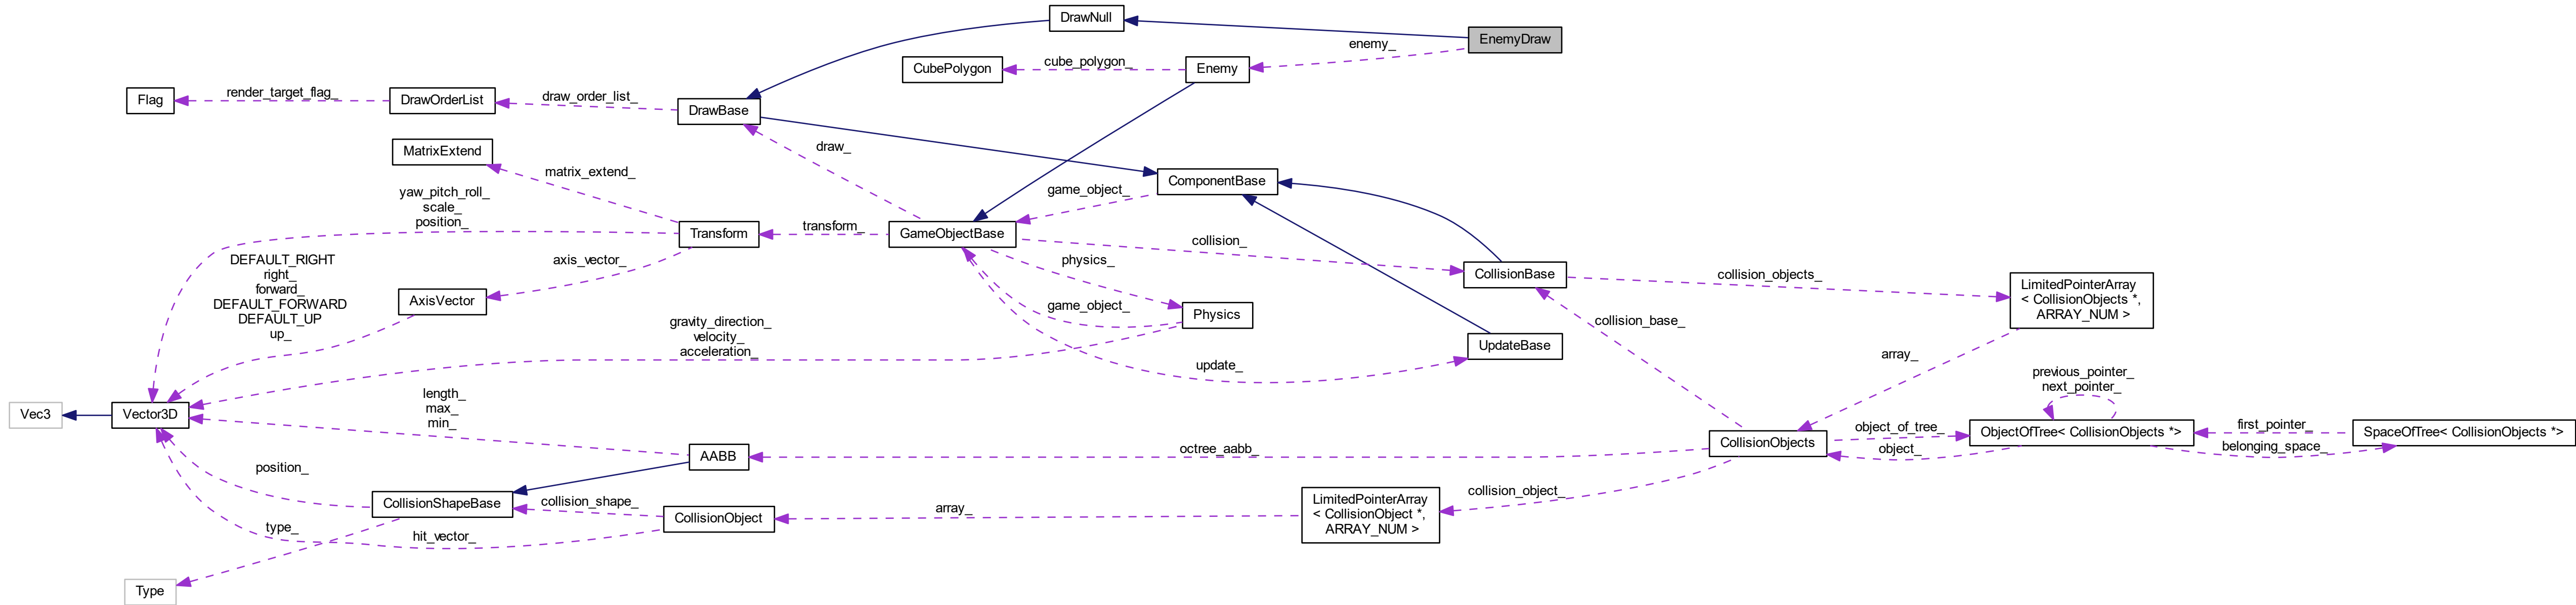 DrawNull
EnemyDraw
enemy_
CubePolygon
cube_polygon_
Enemy
Flag
render_target_flag_
DrawOrderList
draw_order_list_
DrawBase
MatrixExtend
draw_
matrix_extend_
ComponentBase
yaw_pitch_roll_
scale_
position_
game_object_
Transform
transform_
GameObjectBase
collision_
DEFAULT_RIGHT
right_
forward_
DEFAULT_FORWARD
DEFAULT_UP
up_
axis_vector_
physics_
CollisionBase
collision_objects_
LimitedPointerArray
< CollisionObjects *,
ARRAY_NUM >
AxisVector
game_object_
Physics
gravity_direction_
velocity_
acceleration_
collision_base_
UpdateBase
update_
array_
previous_pointer_
next_pointer_
length_
max_
min_
Vec3
Vector3D
first_pointer_
object_of_tree_
ObjectOfTree< CollisionObjects *>
SpaceOfTree< CollisionObjects *>
CollisionObjects
object_
belonging_space_
AABB
octree_aabb_
position_
CollisionShapeBase
collision_shape_
collision_object_
LimitedPointerArray
< CollisionObject *,
ARRAY_NUM >
CollisionObject
array_
type_
hit_vector_
Type